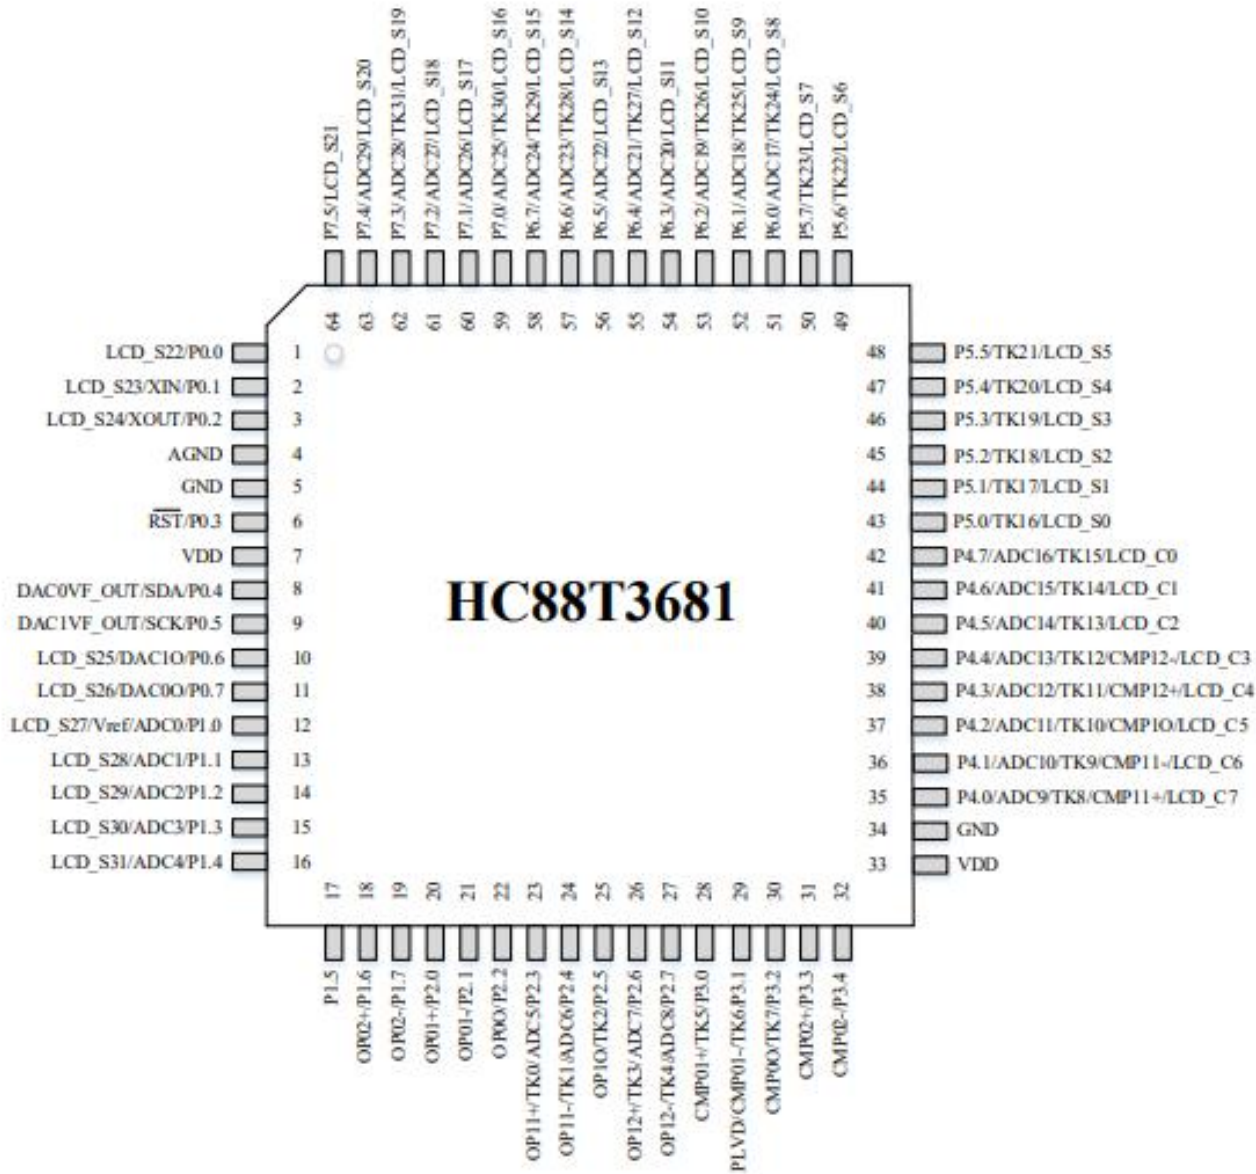 P7.5/LCD_S21
P7.4/ADC29/LCD_S20
P7.3/ADC28/TK31/LCD_S19
P7.2/ADC27/LCD_S18
P7.1/ADC26/LCD_S17
P7.0/ADC25/TK30/LCD_S16
P6.7/ADC24/TK29/LCD_S15
P6.6/ADC23/TK28/LCD_S14
P6.5/ADC22/LCD_S13
P6.4/ADC21/TK27/LCD_S12
P6.3/ADC20/LCD_S11
P6.2/ADC19/TK26/LCD_S10
P6.1/ADC18/TK25/LCD_S9
P6.0/ADC17/TK24/LCD_S8
P5.7/TK23/LCD_S7
P5.6/TK22/LCD_S6
64 63 62 61 60 59 58 57 56 55 54 53 52 51 50 49
LCD_S22/P0.0 1
LCD_S23/XIN/P0.1 2
LCD_S24/XOUT/P0.2 3
AGND 4
GND 5
RST/P0.3 6
VDD 7
DAC0VF_OUT/SDA/P0.4 8
DAC1VF_OUT/SCK/P0.5 9
LCD_S25/DAC1O/P0.6 10
LCD_S26/DAC0O/P0.7 11
LCD_S27/Vref/ADC0/P1.0 12
LCD_S28/ADC1/P1.1 13
LCD_S29/ADC2/P1.2 14
LCD_S30/ADC3/P1.3 15
LCD_S31/ADC4/P1.4 16
HC88T3681
48 P5.5/TK21/LCD_S5
47 P5.4/TK20/LCD_S4
46 P5.3/TK19/LCD_S3
45 P5.2/TK18/LCD_S2
44 P5.1/TK17/LCD_S1
43 P5.0/TK16/LCD_S0
42 P4.7/ADC16/TK15/LCD_C0
41 P4.6/ADC15/TK14/LCD_C1
40 P4.5/ADC14/TK13/LCD_C2
39 P4.4/ADC13/TK12/CMP12-/LCD_C3
38 P4.3/ADC12/TK11/CMP12+/LCD_C4
37 P4.2/ADC11/TK10/CMP1O/LCD_C5
36 P4.1/ADC10/TK9/CMP11-/LCD_C6
35 P4.0/ADC9/TK8/CMP11+/LCD_C7
34 GND
33 VDD
17 18 19 20 21 22 23 24 25 26 27 28 29 30 31 32
P1.5
OP02+/P1.6
OP02-/P1.7
OP01+/P2.0
OP01-/P2.1
OP0O/P2.2
OP11+/TK0/ADC5/P2.3
OP11-/TK1/ADC6/P2.4
OP1O/TK2/P2.5
OP12+/TK3/ADC7/P2.6
OP12-/TK4/ADC8/P2.7
CMP01+/TK5/P3.0
PLVD/CMP01-/TK6/P3.1
CMP0O/TK7/P3.2
CMP02+/P3.3
CMP02-/P3.4